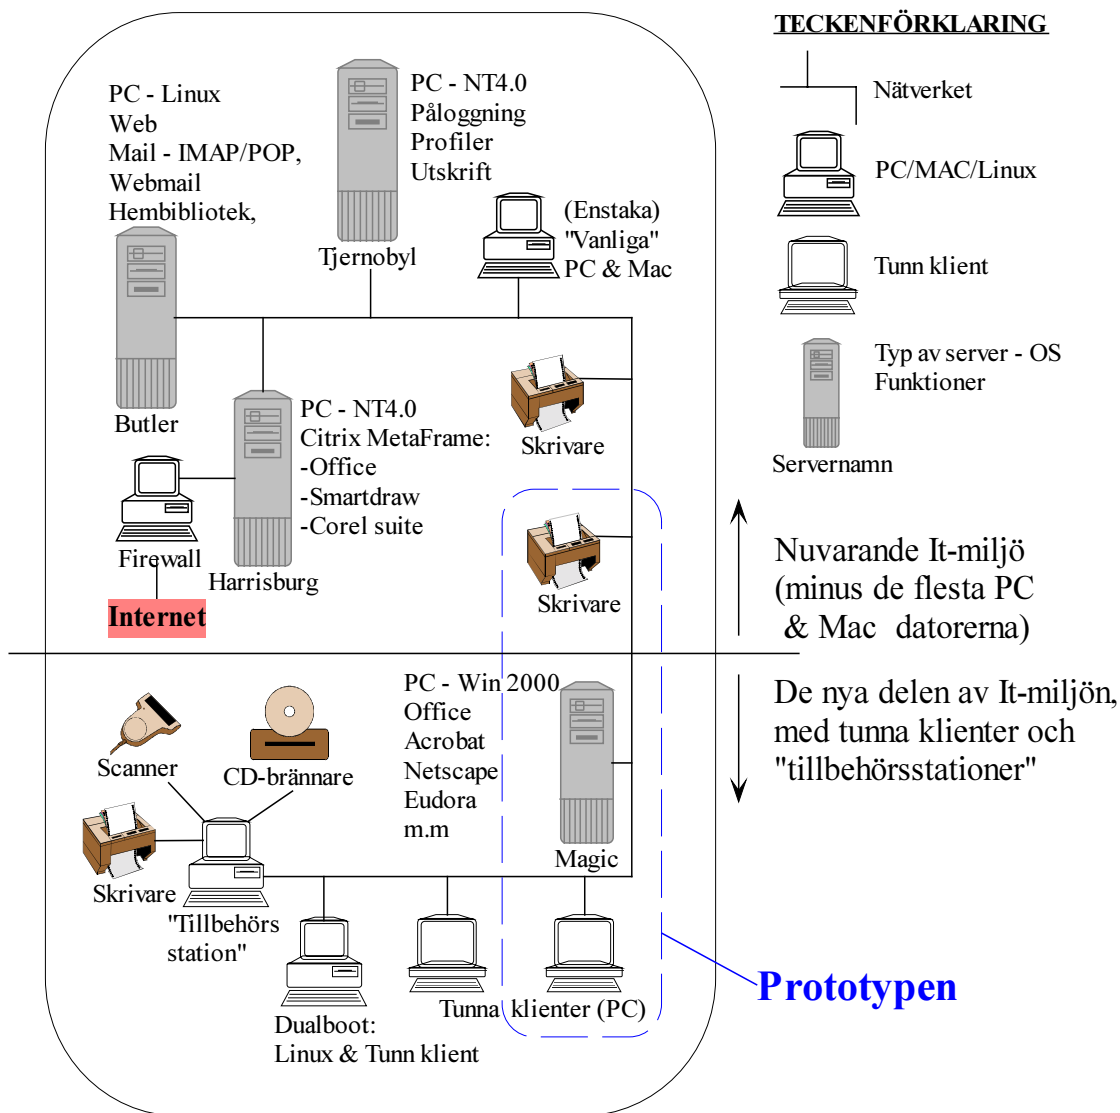 TECKENFÖRKLARING
Nätverket
PC/MAC/Linux
Tunn klient
Typ av server - OS
Funktioner
Servernamn
PC - Linux
Web
Mail - IMAP/POP,
Webmail
Hembibliotek,
Butler
PC - NT4.0
Påloggning
Profiler
Utskrift
Tjernobyl
(Enstaka)
"Vanliga"
PC & Mac
PC - NT4.0
Citrix MetaFrame:
-Office
-Smartdraw
-Corel suite
Harrisburg
Firewall
Internet
Skrivare
Skrivare
Nuvarande It-miljö
(minus de flesta PC
& Mac datorerna)
De nya delen av It-miljön,
med tunna klienter och
"tillbehörsstationer"
Scanner
CD-brännare
Skrivare
"Tillbehörs
station"
PC - Win 2000
Office
Acrobat
Netscape
Eudora
m.m
Magic
Dualboot:
Linux & Tunn klient
Tunna klienter (PC)
Prototypen